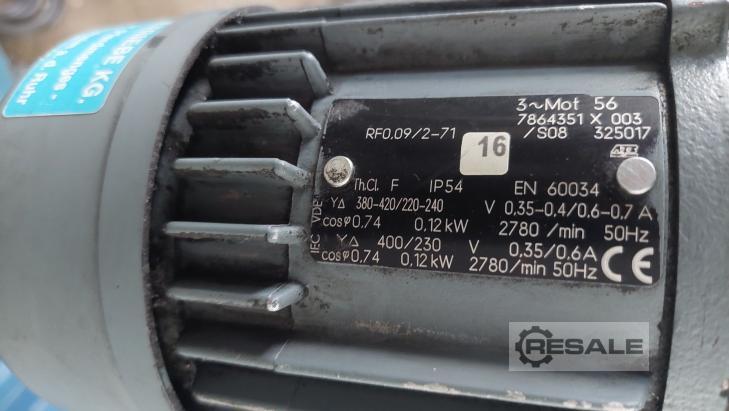 3~Mot 56
7864351 X 003
RF0.09/2-71
/S08 325017
16
Th.Cl. F IP54 EN 60034
YΔ 380-420/220-240 V 0,35-0,4/0,6-0,7 A
cosφ 0,74 0,12 kW 2780 /min 50Hz
YΔ 400/230 V 0,35/0,6A
cosφ 0,74 0,12 kW 2780/min 50Hz
IEC VDE
CE
KG.
Ruhr
RESALE